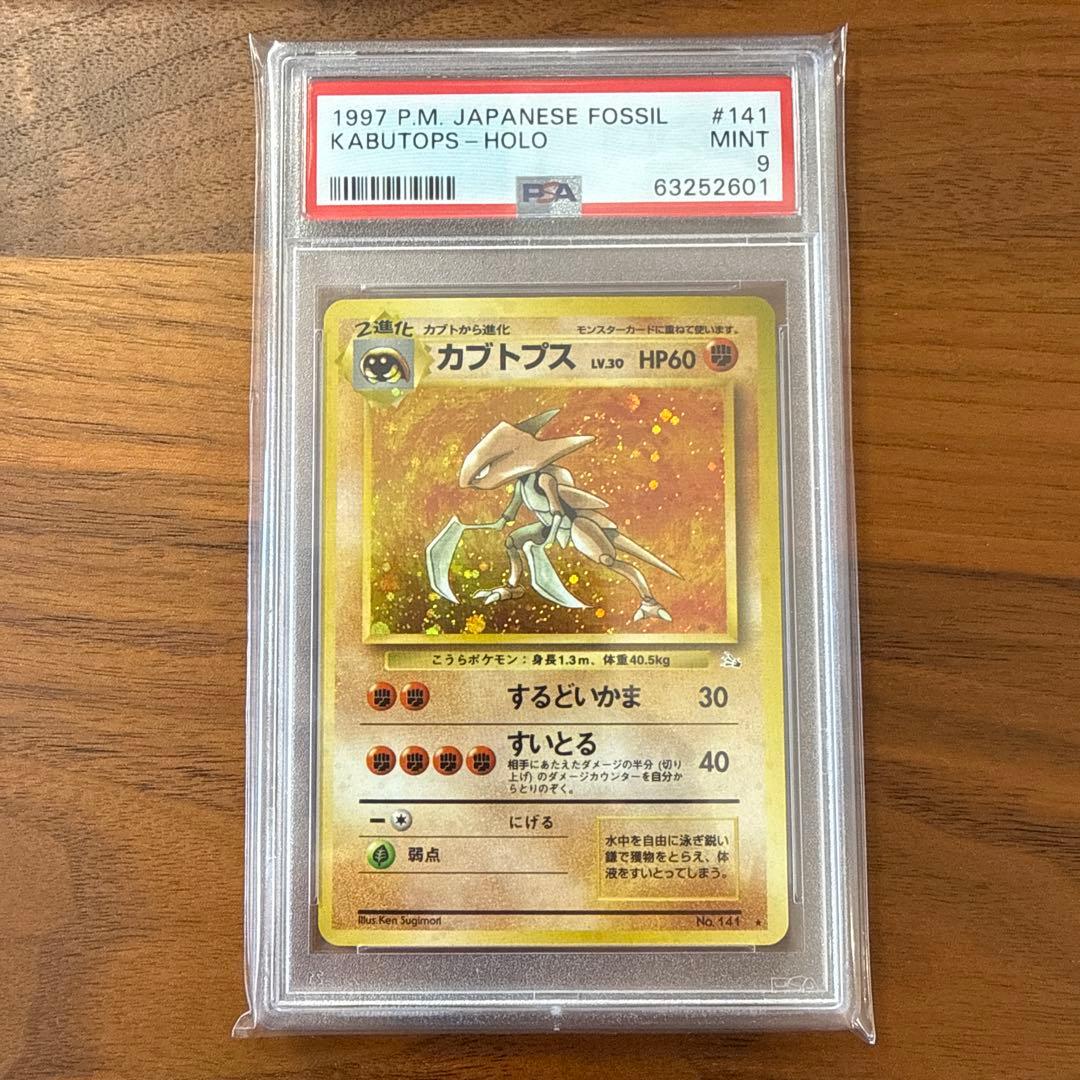 1997 P.M. JAPANESE FOSSIL #141
KABUTOPS - HOLO MINT
9
PSA 63252601
2進化 カブトから進化 モンスターカードに重ねて使います。
カブトプス LV.30 HP60
こうらポケモン：身長1.3m、体重40.5kg
するどいかま 30
すいとる 40
相手にあたえたダメージの半分（切り
上げ）のダメージカウンターを自分か
らとりのぞく。
にげる
弱点
水中を自由に泳ぎ鋭い
鎌で獲物をとらえ、体
液をすいとってしまう。
Illus Ken Sugimori No. 141 ★
PSA